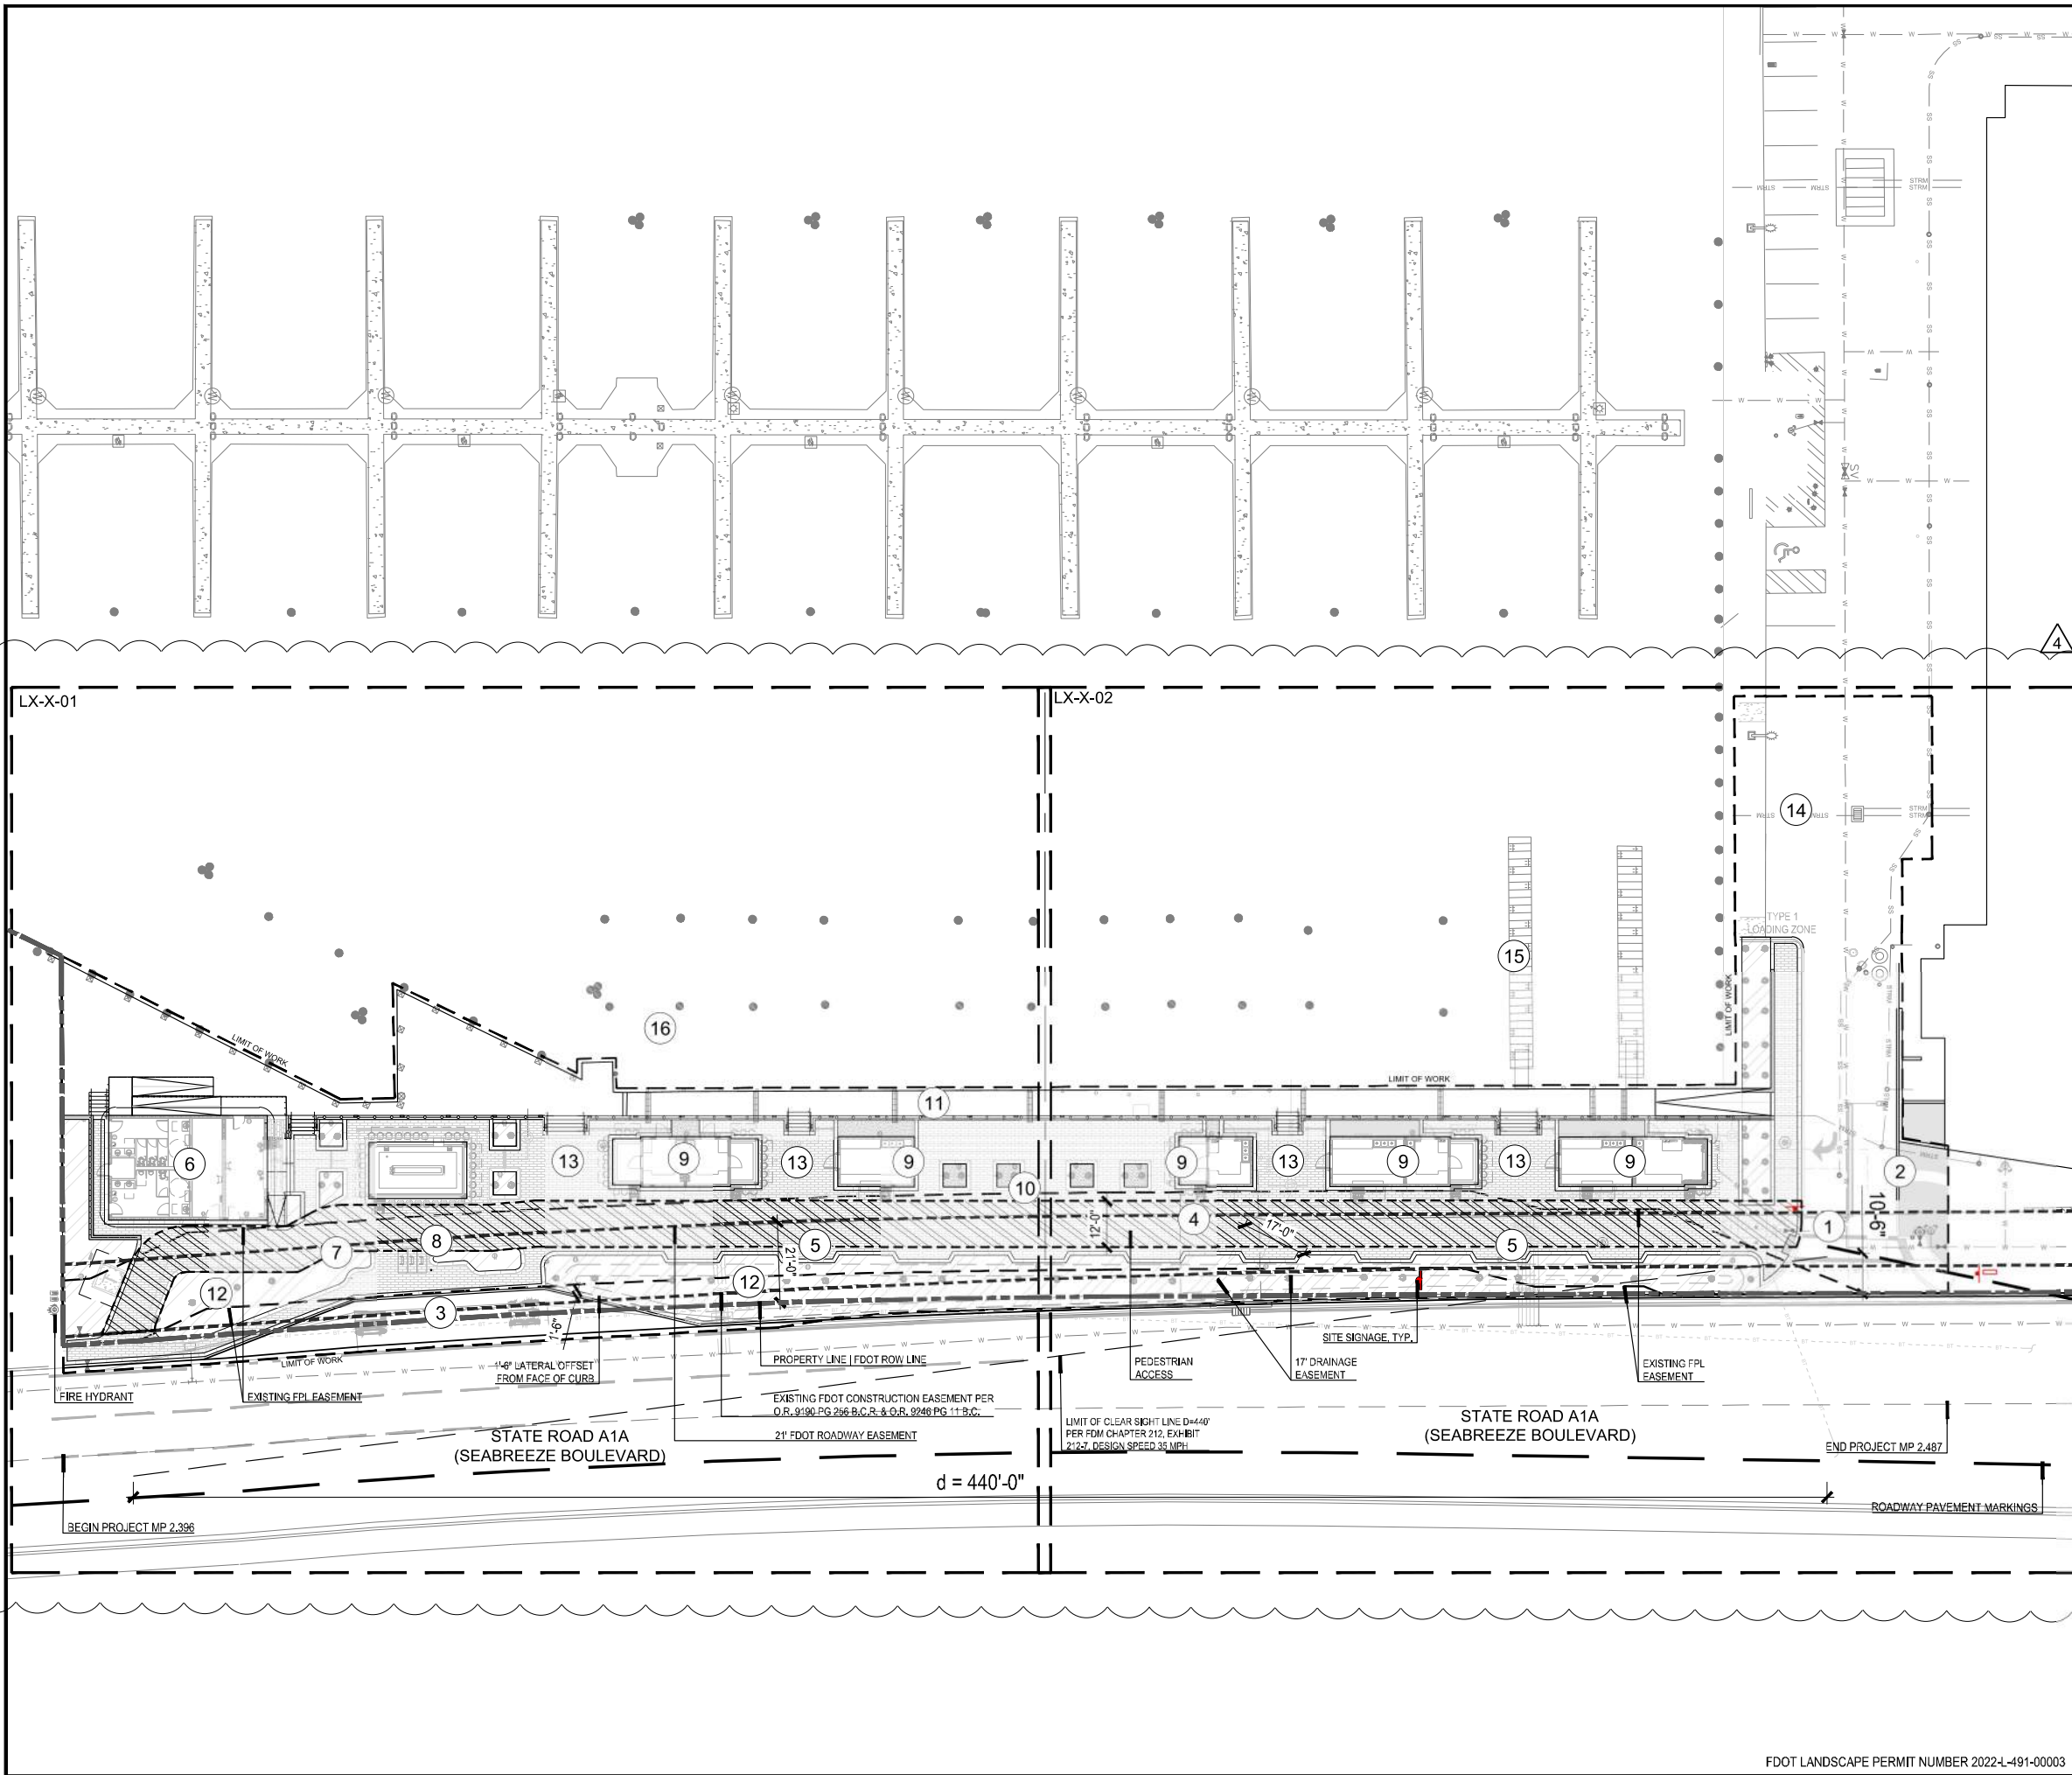 4
LX-X-01
LX-X-02
14
TYPE 1
LOADING ZONE
15
16
LIMIT OF WORK
LIMIT OF WORK
LIMIT OF WORK
11
6
13
9
13
9
9
13
9
13
9
2
10
4
12'-0"
17'-0"
1
10'-6"
7
8
5
21'-0"
5
12
12
3
1'-6"
LIMIT OF WORK
SITE SIGNAGE, TYP.
FIRE HYDRANT
EXISTING FPL EASEMENT
1'-6" LATERAL OFFSET
FROM FACE OF CURB
PROPERTY LINE | FDOT ROW LINE
PEDESTRIAN
ACCESS
17' DRAINAGE
EASEMENT
EXISTING FPL
EASEMENT
EXISTING FDOT CONSTRUCTION EASEMENT PER
O.R. 9190 PG 256 B.C.R. & O.R. 9246 PG 11 B.C.
21' FDOT ROADWAY EASEMENT
LIMIT OF CLEAR SIGHT LINE D=440'
PER FDM CHAPTER 212, EXHIBIT
212-7, DESIGN SPEED 35 MPH
STATE ROAD A1A
(SEABREEZE BOULEVARD)
STATE ROAD A1A
(SEABREEZE BOULEVARD)
END PROJECT MP 2.487
d = 440'-0"
ROADWAY PAVEMENT MARKINGS
BEGIN PROJECT MP 2.396
FDOT LANDSCAPE PERMIT NUMBER 2022-L-491-00003